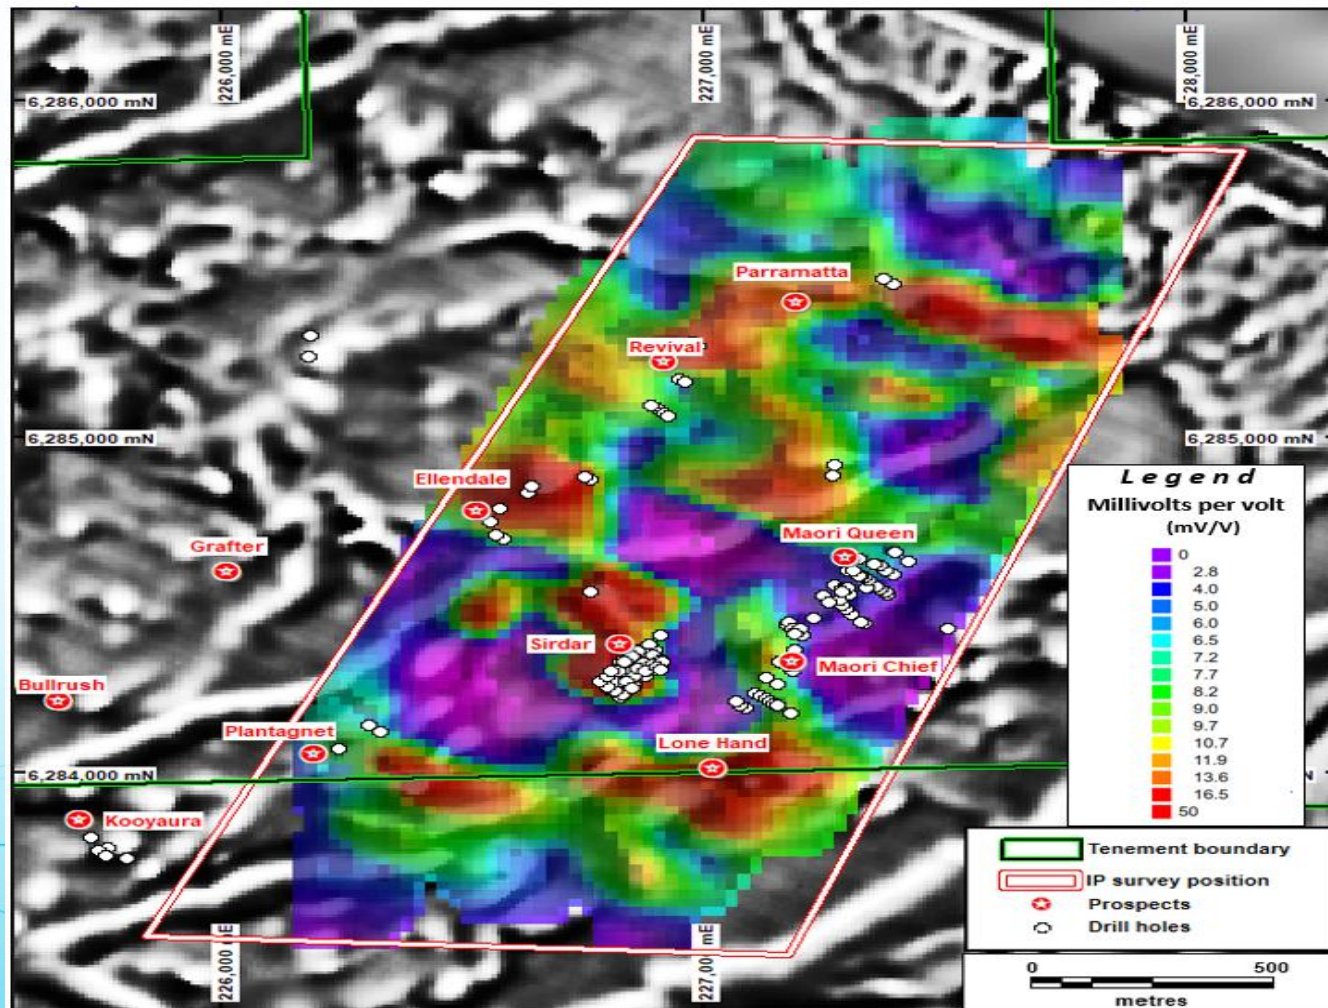 226,000 mE
227,000 mE
228,000 mE
6,286,000 mN
6,286,000 mN
Parramatta
Revival
6,285,000 mN
6,285,000 mN
Ellendale
Maori Queen
Grafter
Sirdar
Maori Chief
Bullrush
Plantagnet
Lone Hand
6,284,000 mN
N
Kooyaura
226,000 mE
227,000 mE
Legend
Millivolts per volt
(mV/V)
0
2.8
4.0
5.0
6.0
6.5
7.2
7.7
8.2
9.0
9.7
10.7
11.9
13.6
16.5
50
Tenement boundary
IP survey position
Prospects
Drill holes
0 500
metres